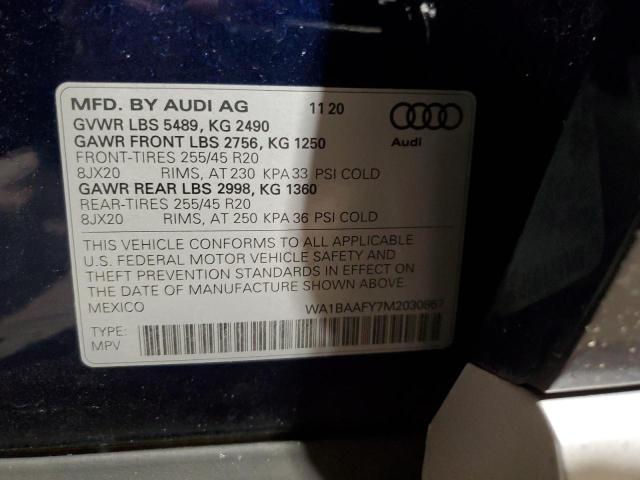 MFD. BY AUDI AG 11 20
GVWR LBS 5489, KG 2490
GAWR FRONT LBS 2756, KG 1250
FRONT-TIRES 255/45 R20
8JX20 RIMS, AT 230 KPA 33 PSI COLD
GAWR REAR LBS 2998, KG 1360
REAR-TIRES 255/45 R20
8JX20 RIMS, AT 250 KPA 36 PSI COLD
Audi
THIS VEHICLE CONFORMS TO ALL APPLICABLE
U.S. FEDERAL MOTOR VEHICLE SAFETY AND
THEFT PREVENTION STANDARDS IN EFFECT ON
THE DATE OF MANUFACTURE SHOWN ABOVE.
MEXICO
TYPE:
MPV